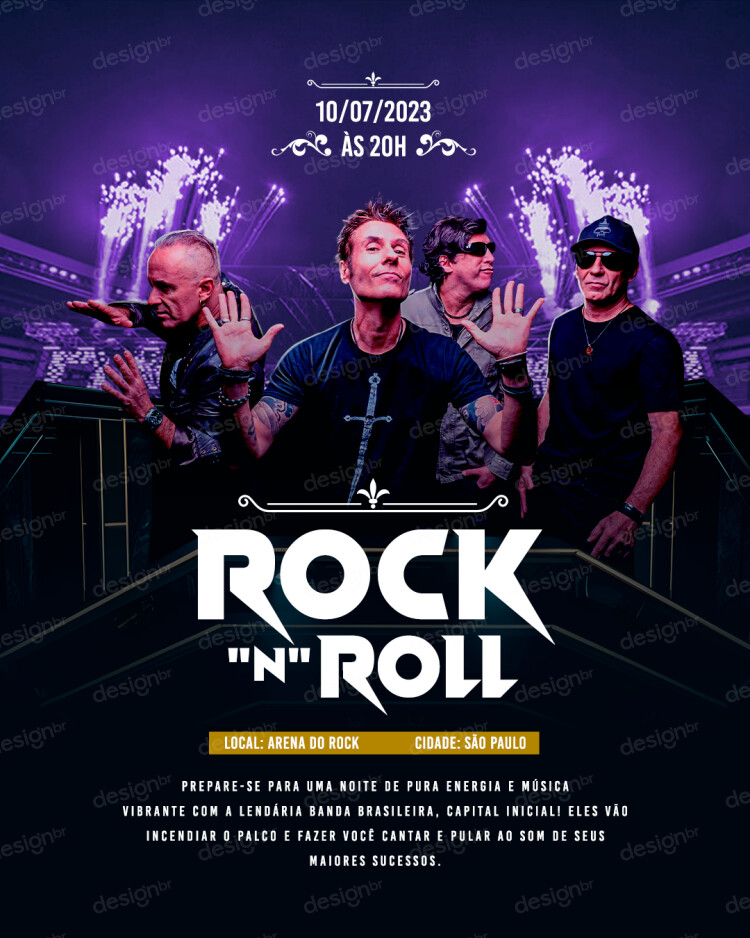 10/07/2023
ÀS 20H
ROCK
"N" ROLL
LOCAL: ARENA DO ROCK CIDADE: SÃO PAULO
PREPARE-SE PARA UMA NOITE DE PURA ENERGIA E MÚSICA
VIBRANTE COM A LENDÁRIA BANDA BRASILEIRA, CAPITAL INICIAL! ELES VÃO
INCENDIAR O PALCO E FAZER VOCÊ CANTAR E PULAR AO SOM DE SEUS
MAIORES SUCESSOS.
designbr